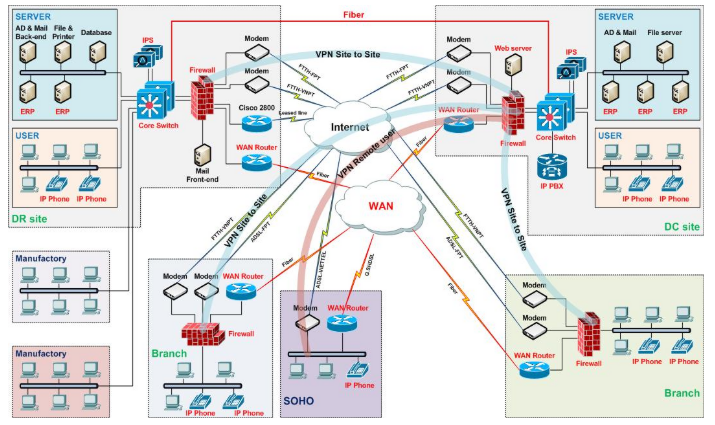 SERVER
AD & Mail
Back-end
File &
Printer
Database
ERP
ERP
IPS
Core Switch
Firewall
Mail
Front-end
USER
IP Phone
IP Phone
DR site
Modem
Modem
Cisco 2800
WAN Router
Fiber
VPN Site to Site
FTTH-FPT
FTTH-VNPT
Leased line
Fiber
Internet
FTTH-FPT
FTTH-VNPT
Fiber
Modem
Modem
WAN Router
Web server
Firewall
IPS
Core Switch
IP PBX
SERVER
AD & Mail
File server
ERP
ERP
ERP
USER
IP Phone
IP Phone
DC site
VPN Remote user
VPN Site to Site
VPN Site to Site
WAN
FTTH-VNPT
ADSL-FPT
ADSL-VIETTEL
G.SHDSL
Fiber
FTTH-VNPT
ADSL-FPT
Fiber
Manufactory
Manufactory
Modem
Modem
WAN Router
Firewall
Branch
IP Phone
IP Phone
Modem
WAN Router
IP Phone
SOHO
Modem
Modem
WAN Router
Firewall
IP Phone
IP Phone
Branch